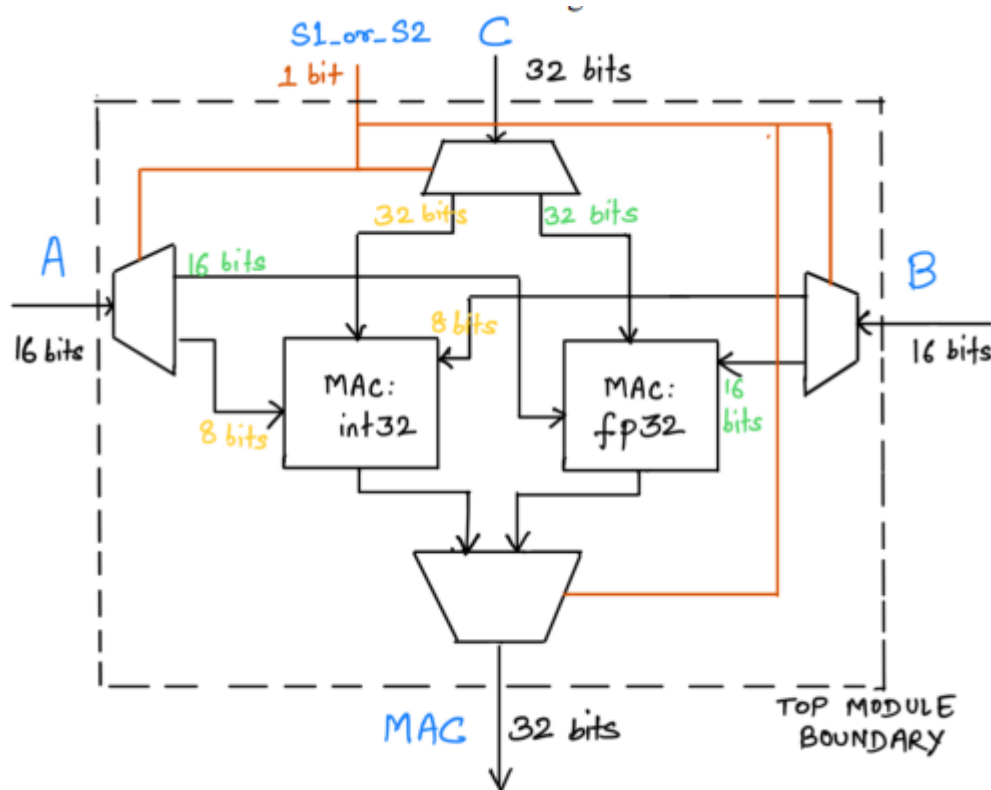 S1_or_S2
C
1 bit
32 bits
32 bits
32 bits
A
16 bits
B
16 bits
8 bits
16 bits
MAC:
int32
MAC:
fp32
16
bits
8 bits
MAC
32 bits
TOP MODULE
BOUNDARY